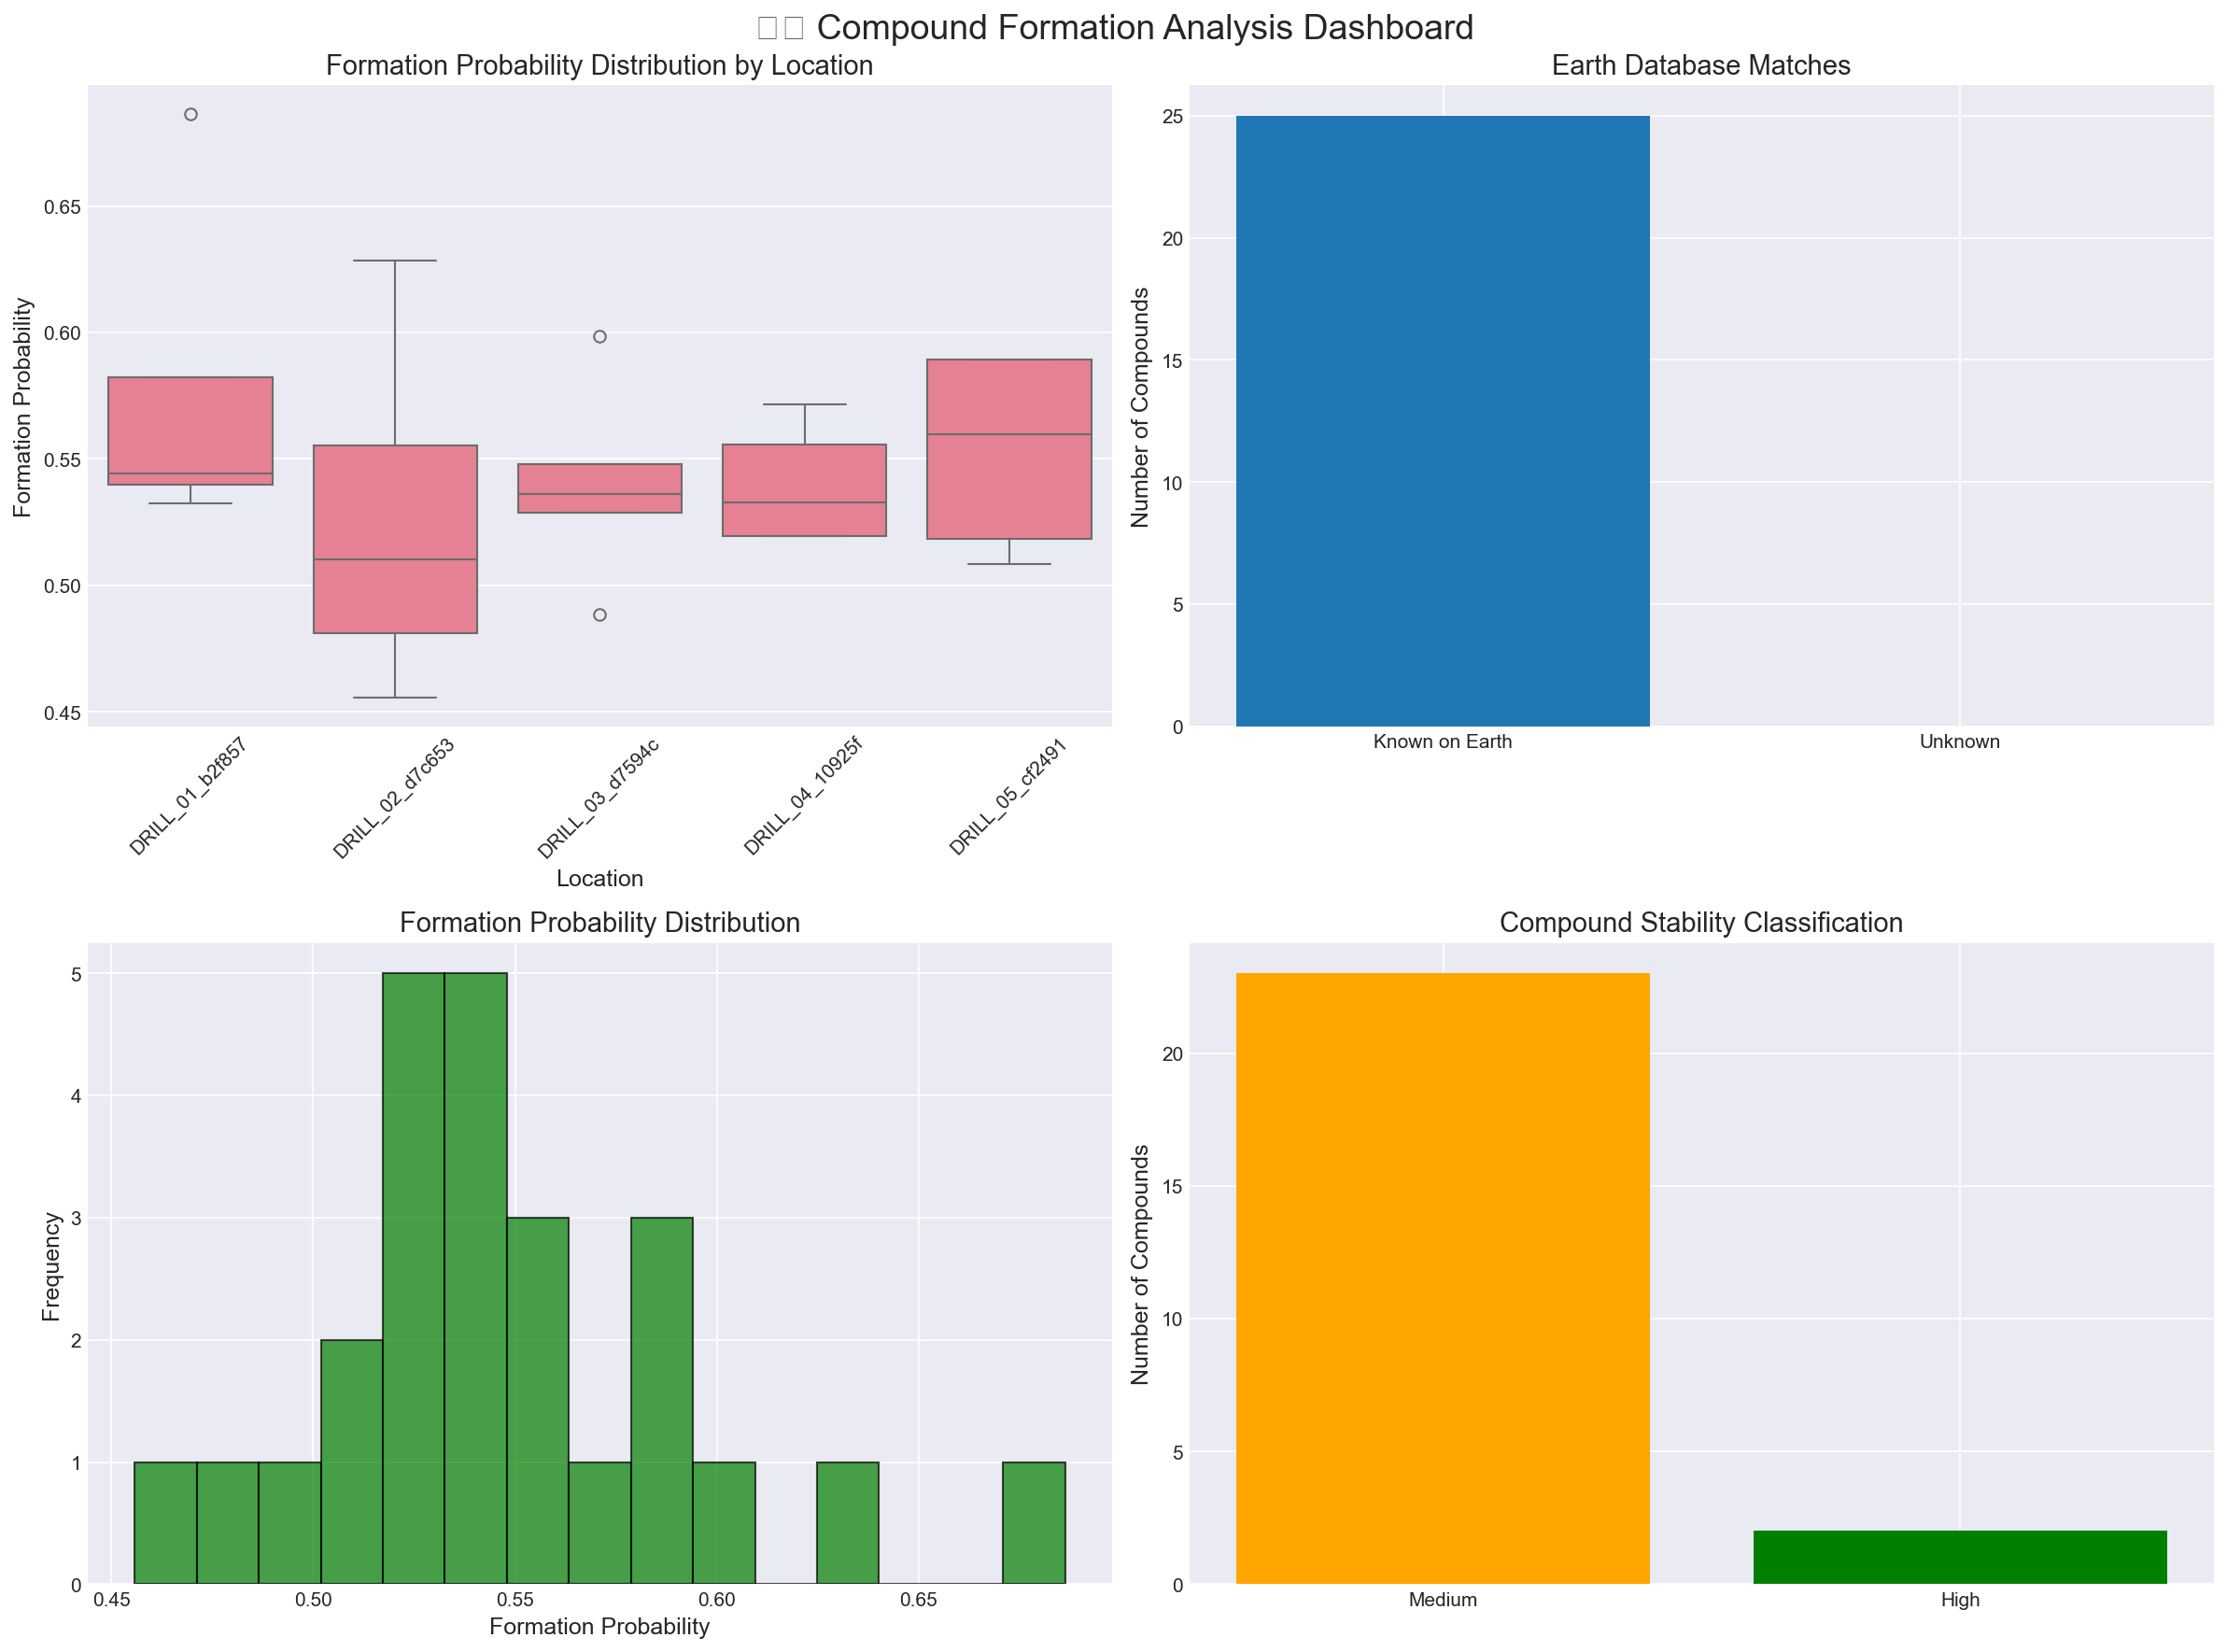 Compound Formation Analysis Dashboard
Formation Probability Distribution by Location
Formation Probability
0.65
0.60
0.55
0.50
0.45
DRILL_01_b2f857
DRILL_02_d7c653
DRILL_03_d7594c
DRILL_04_10925f
DRILL_05_cf2491
Location
Earth Database Matches
Number of Compounds
25
20
15
10
5
0
Known on Earth
Unknown
Formation Probability Distribution
Frequency
5
4
3
2
1
0
0.45
0.50
0.55
0.60
0.65
Formation Probability
Compound Stability Classification
Number of Compounds
20
15
10
5
0
Medium
High